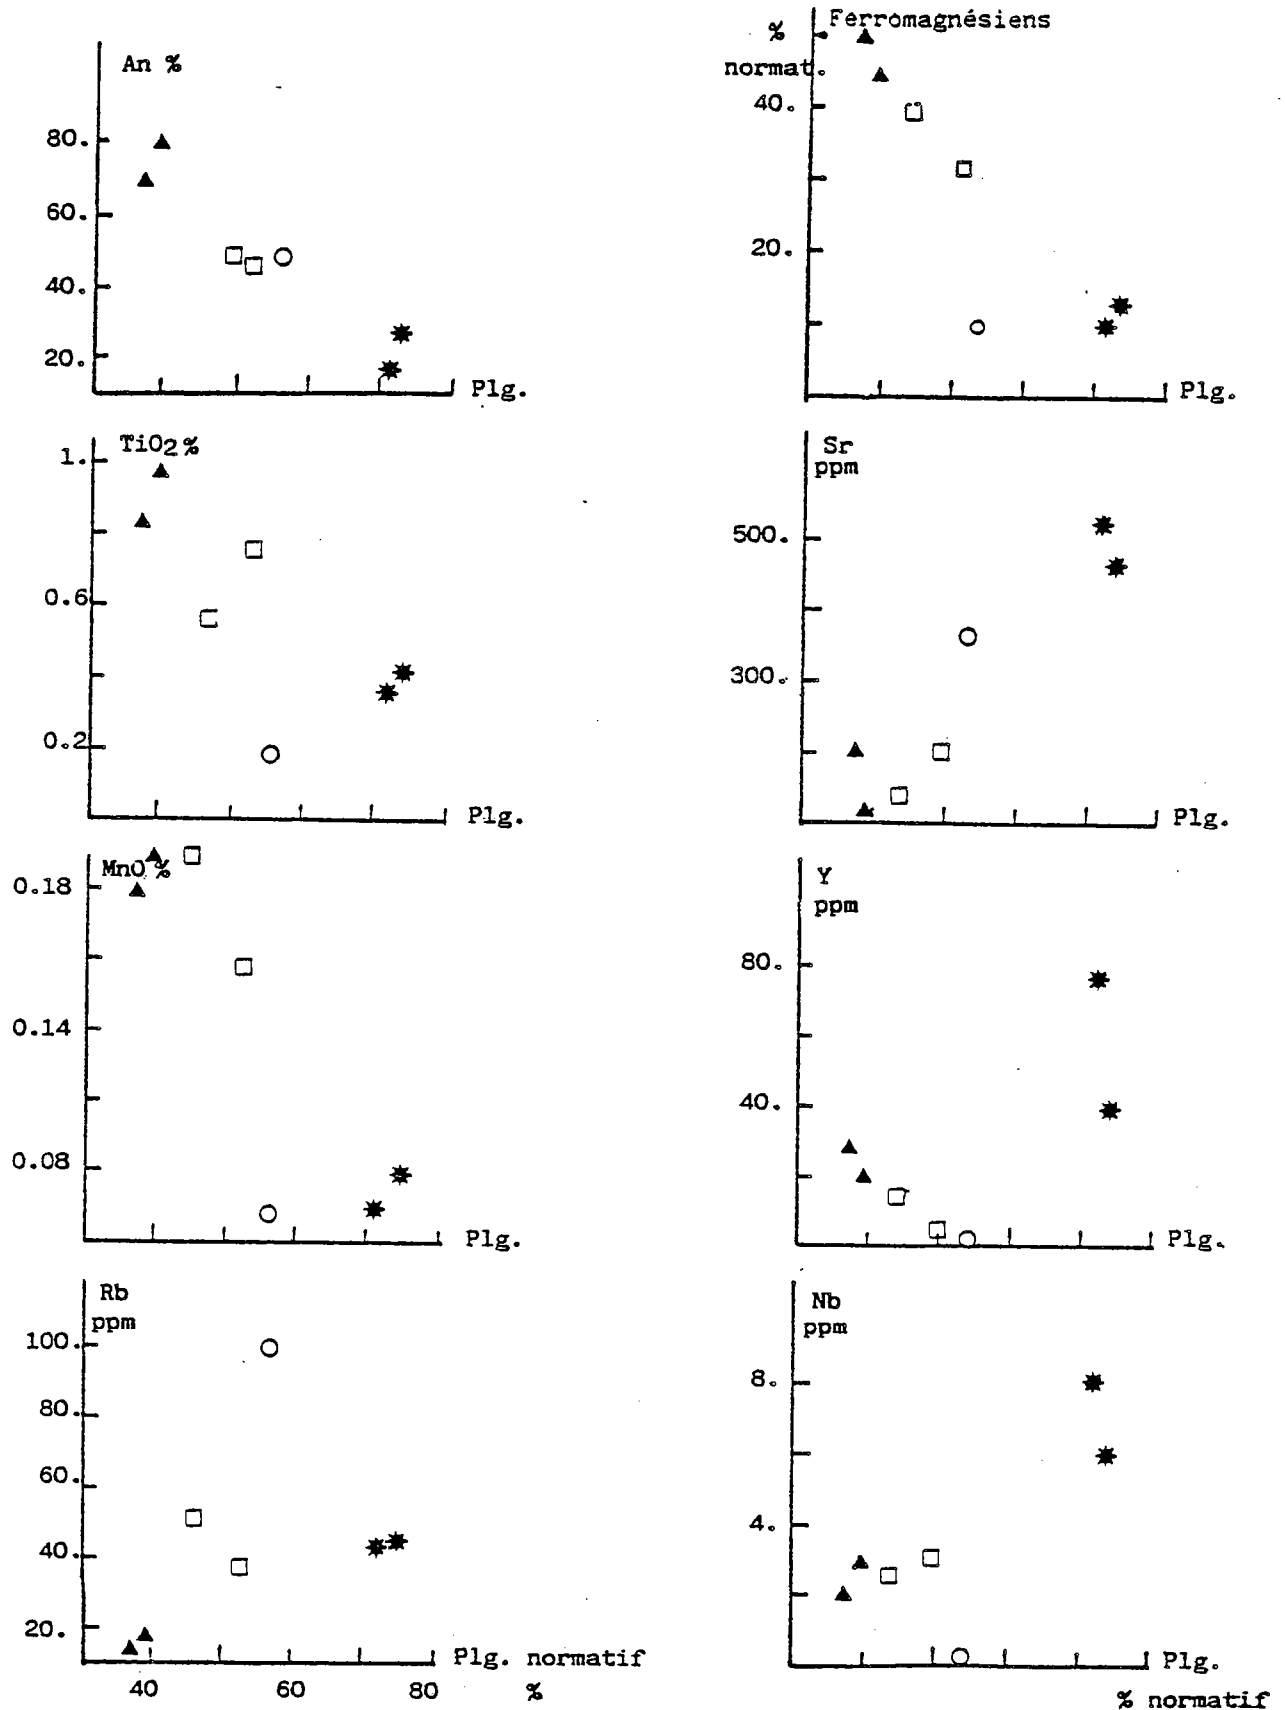 An %
80.
60.
40.
20.
Plg.
Ferromagnésiens
%
normat.
40.
20.
Plg.
TiO2 %
1.
0.6
0.2
Plg.
Sr
ppm
500.
300.
Plg.
MnO %
0.18
0.14
0.08
Plg.
Y
ppm
80.
40.
Plg.
Rb
ppm
100.
80.
60.
40.
20.
Plg. normatif
40 60 80 %
Nb
ppm
8.
4.
Plg.
% normatif